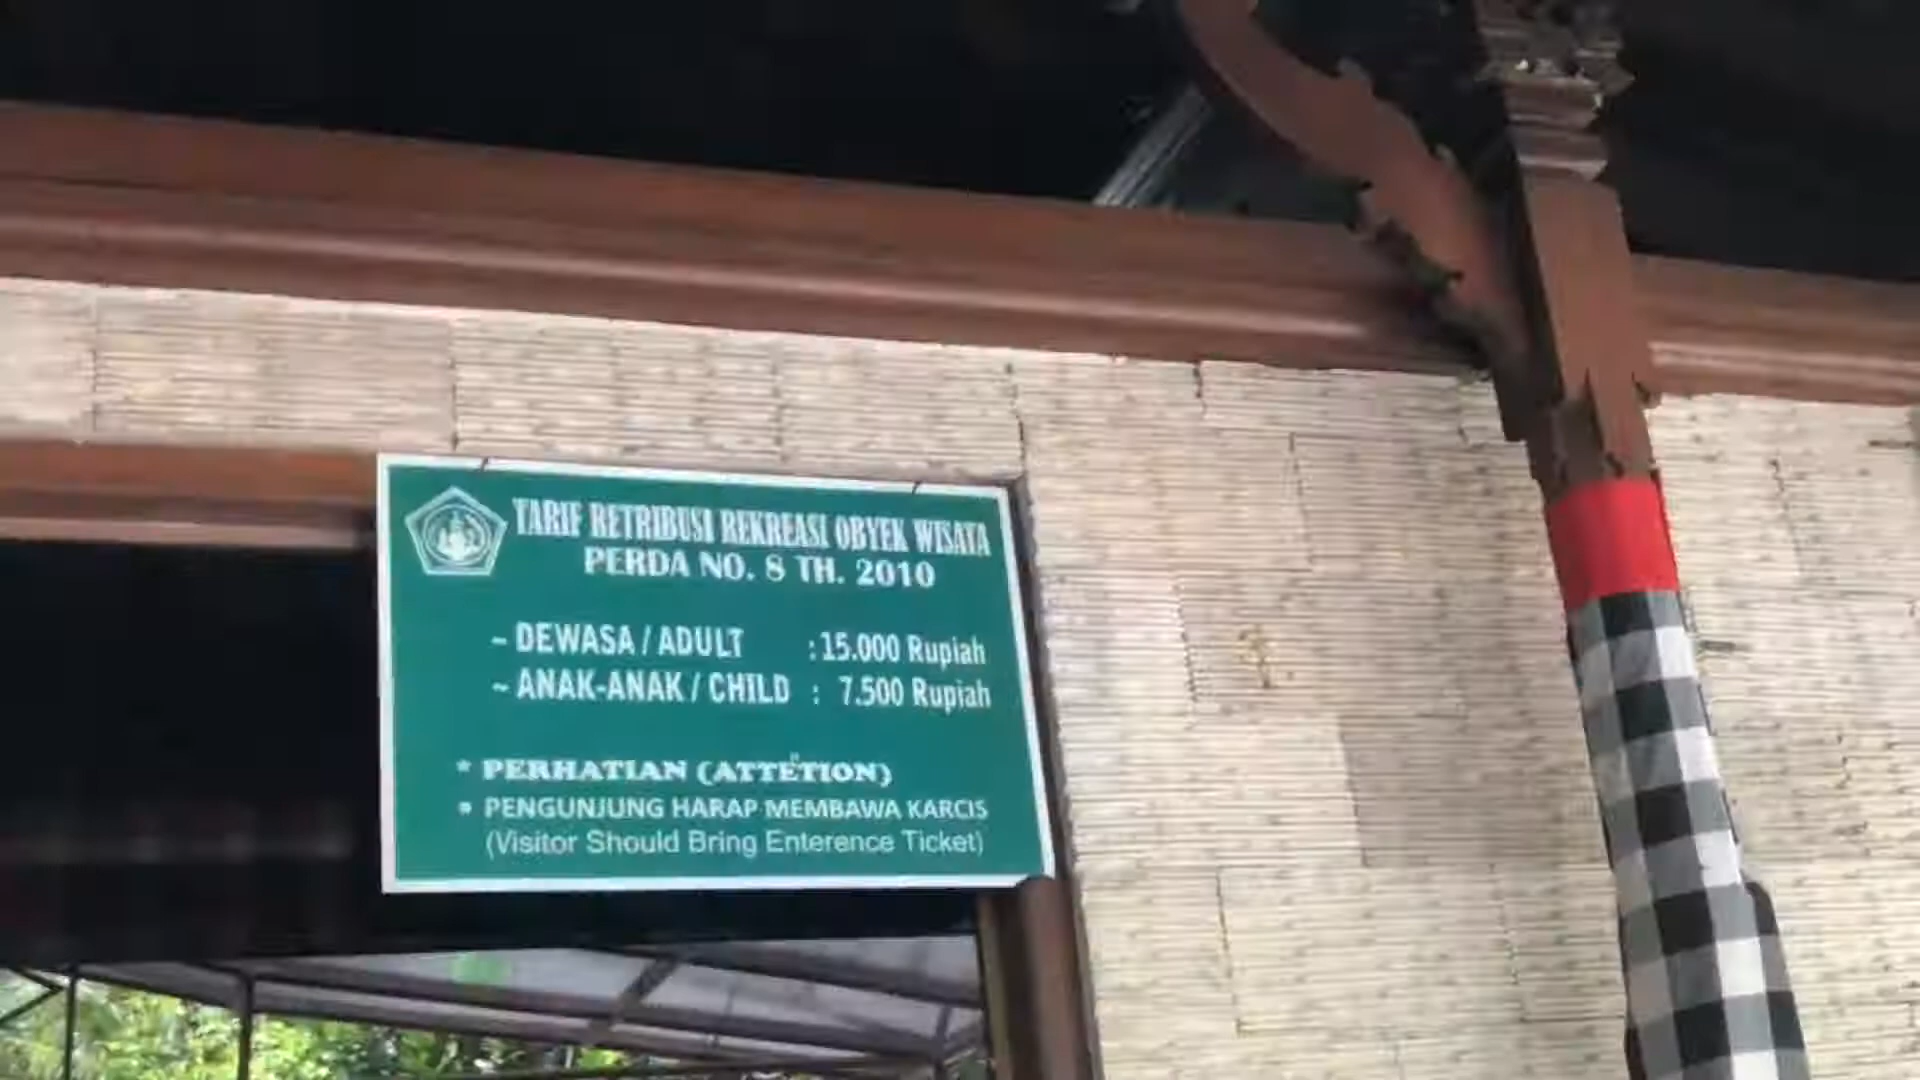 TARIF RETRIBUSI REKREASI OBYEK WISATA
PERDA NO. 8 TH. 2010
~ DEWASA / ADULT : 15.000 Rupiah
~ ANAK-ANAK / CHILD : 7.500 Rupiah
* PERHATIAN (ATTETION)
* PENGUNJUNG HARAP MEMBAWA KARCIS
(Visitor Should Bring Enterence Ticket)